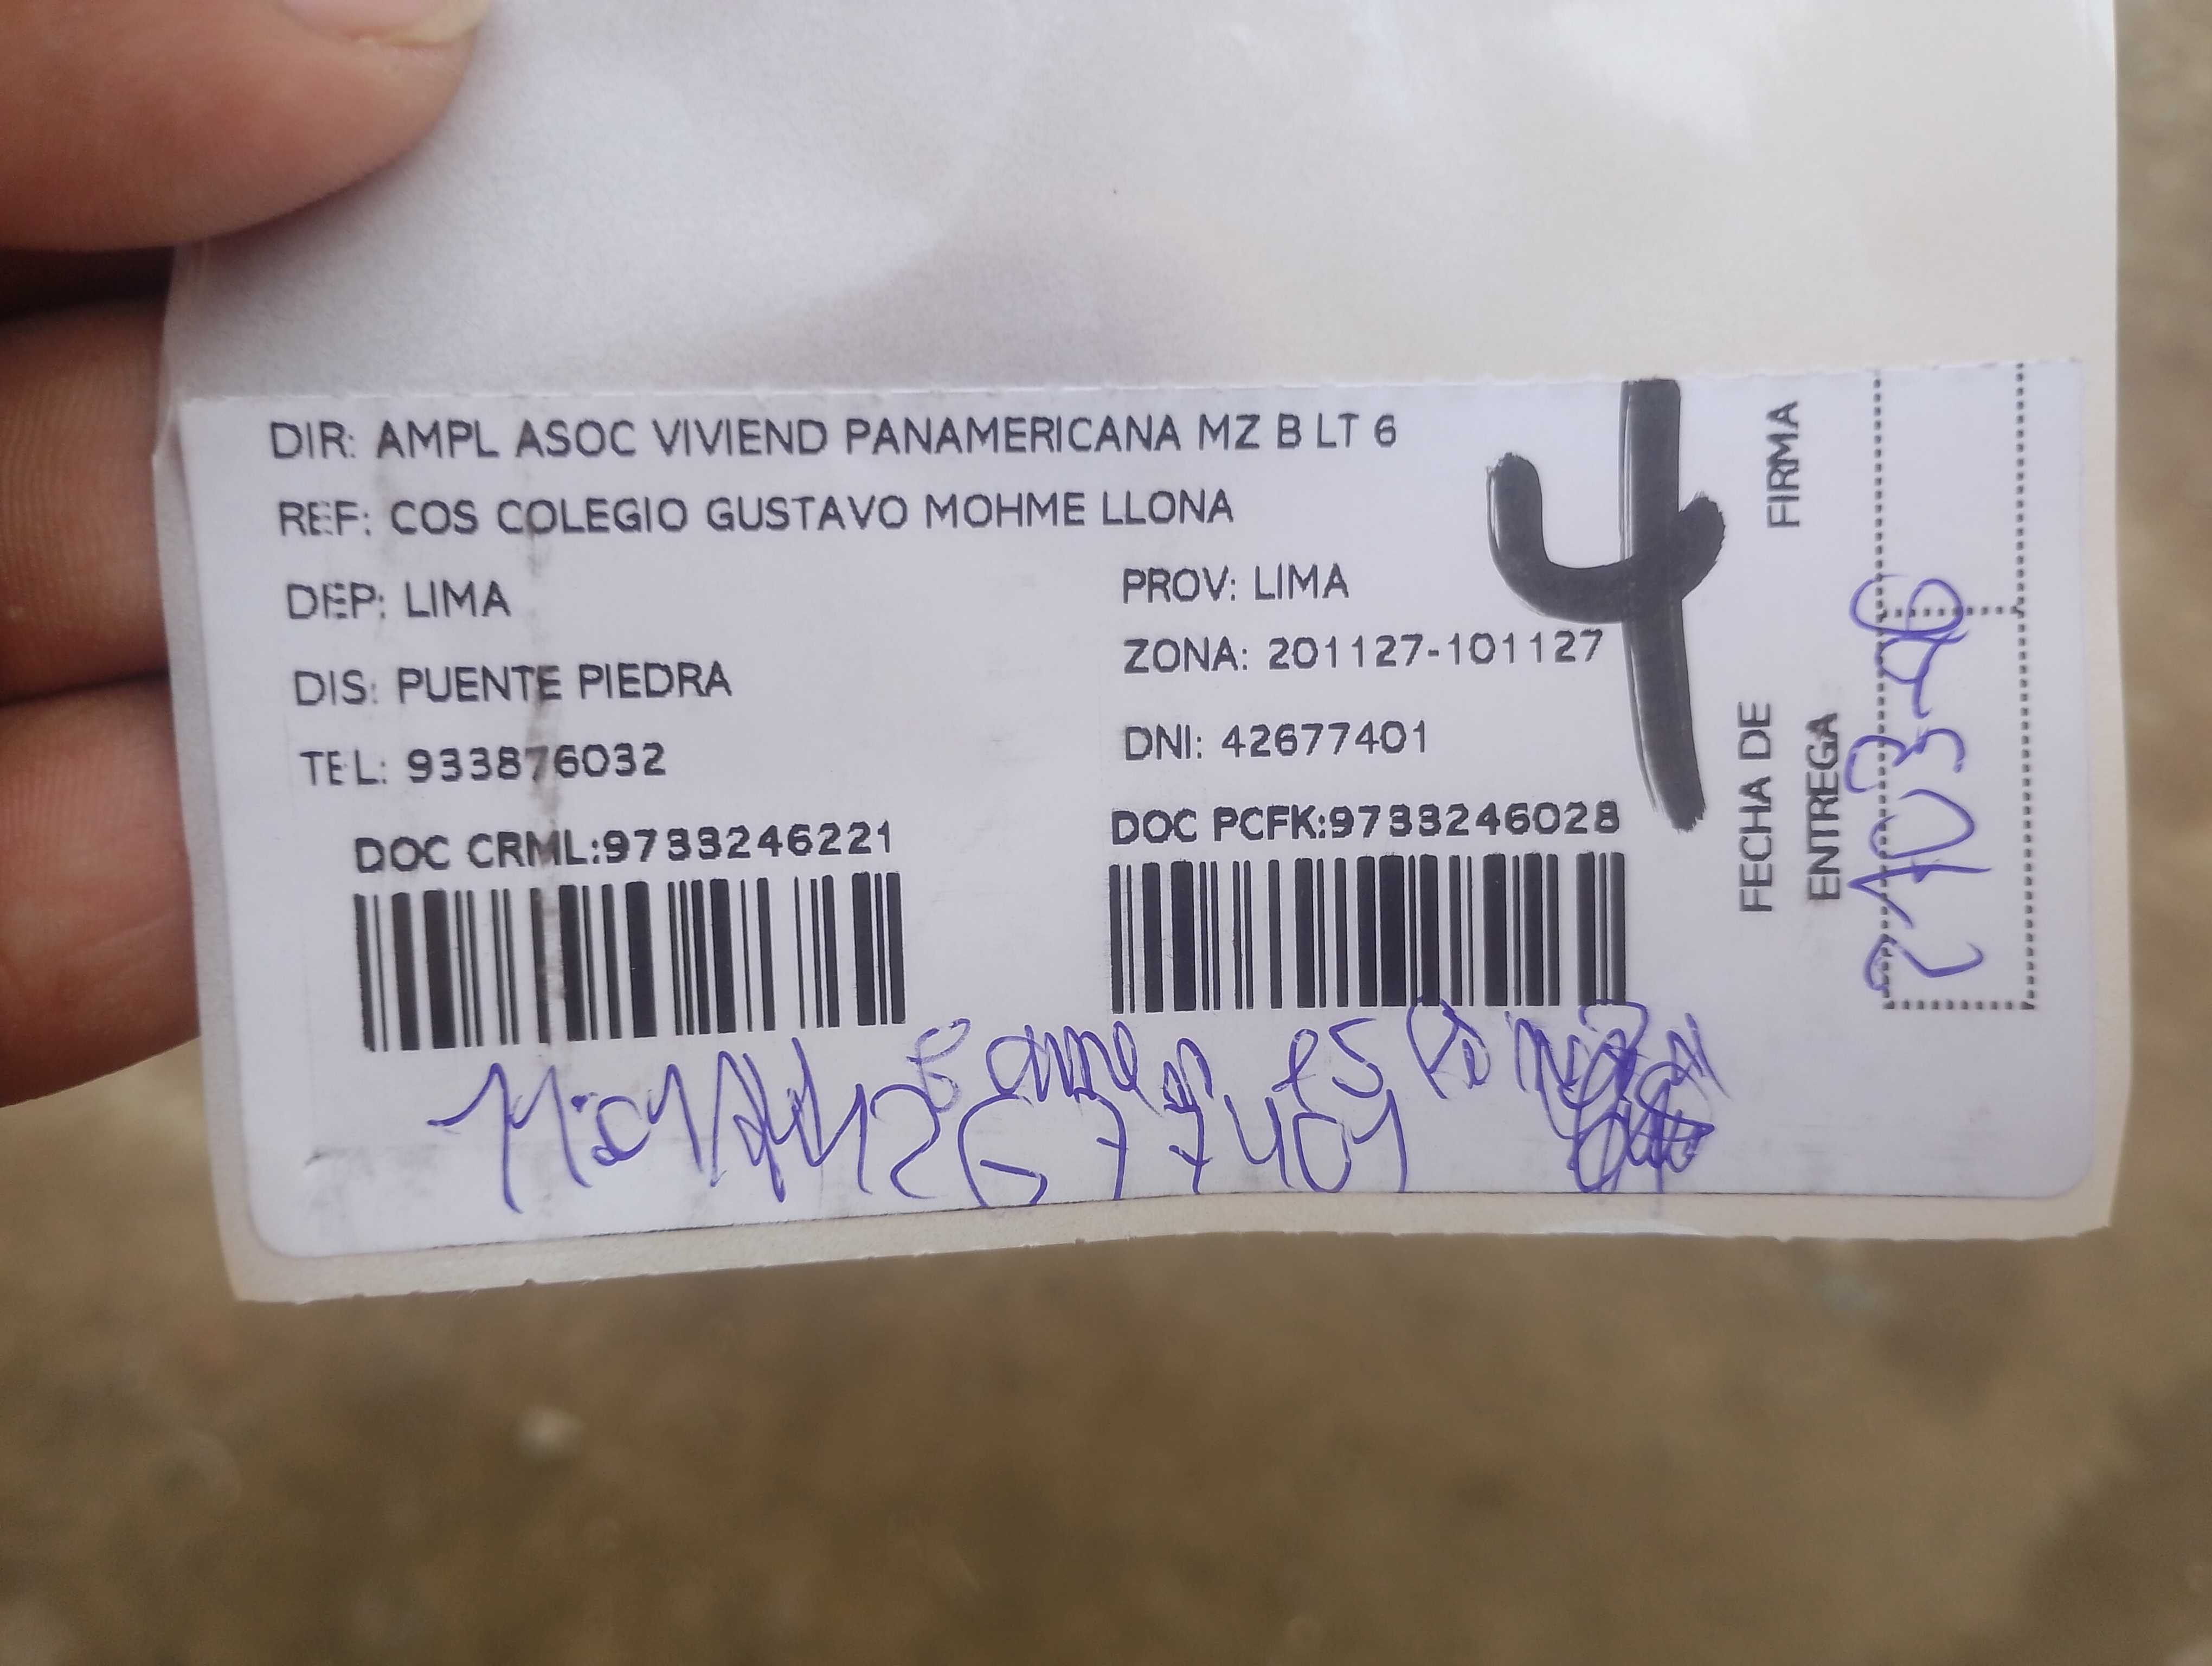 DIR: AMPL ASOC VIVIEND PANAMERICANA MZ B LT 6
REF: COS COLEGIO GUSTAVO MOHME LLONA
DEP: LIMA
PROV: LIMA
DIS: PUENTE PIEDRA
ZONA: 201127-101127
TEL: 933876032
DNI: 42677401
DOC CRML:9733246221
DOC PCFK:9733246028
4
FIRMA
FECHA DE
ENTREGA
Carmen
42677401